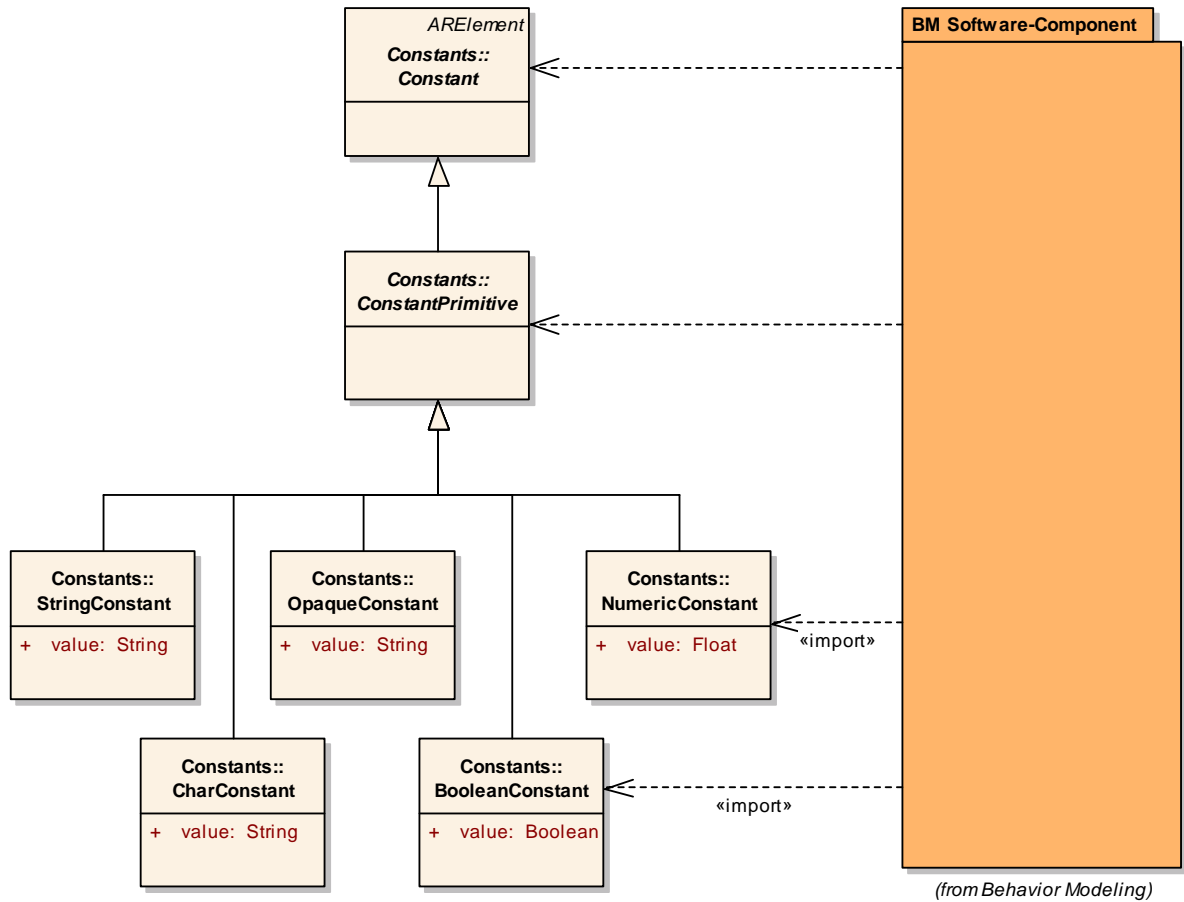 ARElement
Constants::
Constant
BM Software-Component
Constants::
ConstantPrimitive
Constants::
StringConstant
+ value: String
Constants::
OpaqueConstant
+ value: String
Constants::
NumericConstant
+ value: Float
«import»
Constants::
CharConstant
+ value: String
Constants::
BooleanConstant
+ value: Boolean
«import»
(from Behavior Modeling)